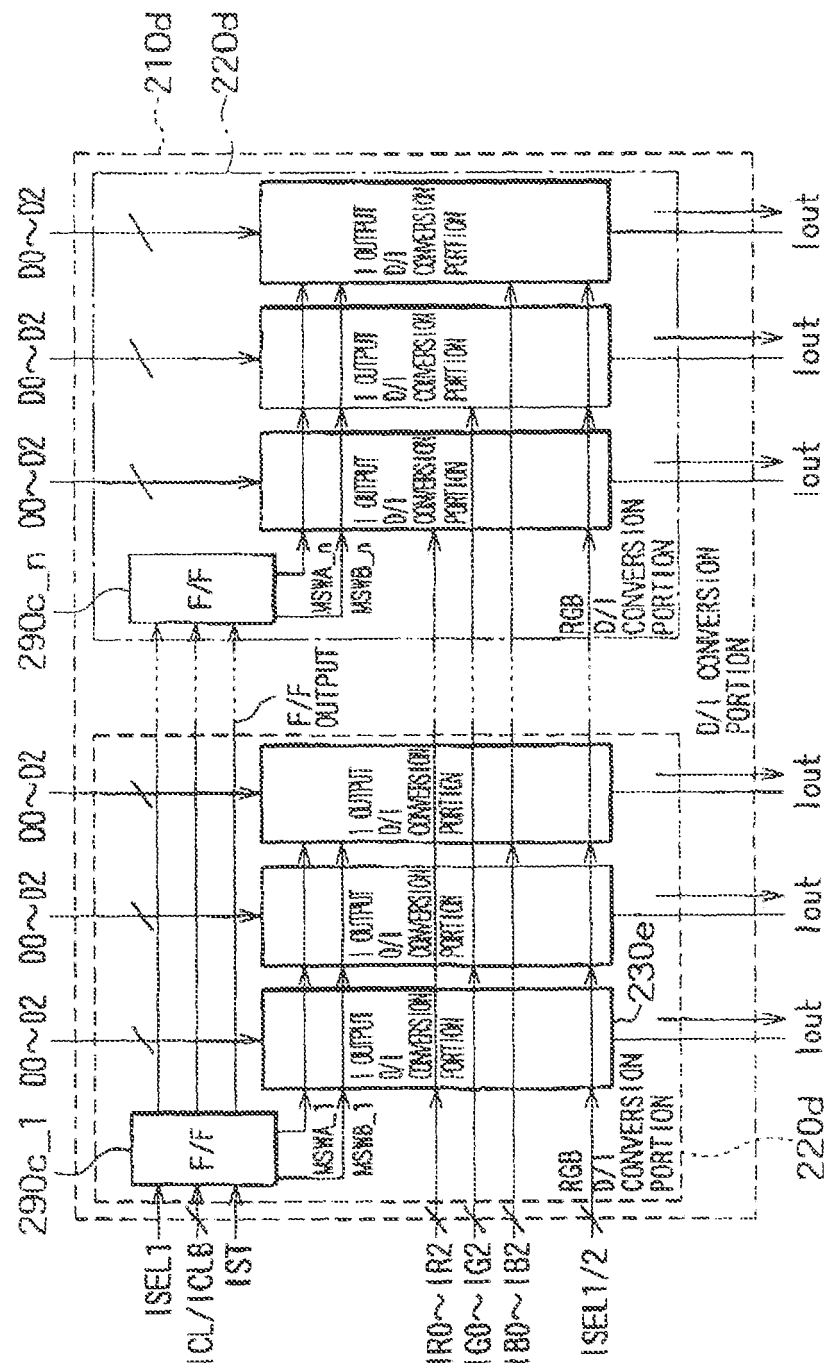 210d
220d
D0~D2
D0~D2
D0~D2
D0~D2
D0~D2
D0~D2
290c_1
290c_n
F/F
F/F
ISEL1
ICL/ICLB
IST
F/F
OUTPUT
MSWA_1
MSWB_1
MSWA_n
MSWB_n
1 OUTPUT
D/I
CONVERSION
PORTION
1 OUTPUT
D/I
CONVERSION
PORTION
1 OUTPUT
D/I
CONVERSION
PORTION
1 OUTPUT
D/I
CONVERSION
PORTION
1 OUTPUT
D/I
CONVERSION
PORTION
1 OUTPUT
D/I
CONVERSION
PORTION
IR0~IR2
IG0~IG2
IB0~IB2
ISEL1/2
RGB
D/I
CONVERSION
PORTION
RGB
D/I
CONVERSION
PORTION
D/I CONVERSION
PORTION
230e
220d
Iout
Iout
Iout
Iout
Iout
Iout